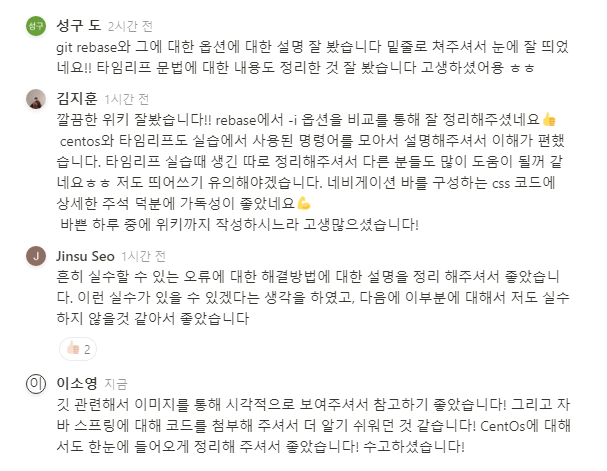 성구 도 2시간 전
git rebase와 그에 대한 옵션에 대한 설명 잘 봤습니다 밑줄로 쳐주셔서 눈에 잘 띄었
네요!! 타임리프 문법에 대한 내용도 정리한 것 잘 봤습니다 고생하셨어용 ㅎㅎ
김지훈 1시간 전
깔끔한 위키 잘봤습니다!! rebase에서 -i 옵션을 비교를 통해 잘 정리해주셨네요👍
centos와 타임리프도 실습에서 사용된 명령어를 모아서 설명해주셔서 이해가 편했
습니다. 타임리프 실습때 생긴 따로 정리해주셔서 다른 분들도 많이 도움이 될꺼 같
네요ㅎㅎ 저도 띄어쓰기 유의해야겠습니다. 네비게이션 바를 구성하는 css 코드에
상세한 주석 덕분에 가독성이 좋았네요💪
바쁜 하루 중에 위키까지 작성하시느라 고생많으셨습니다!
J Jinsu Seo 1시간 전
흔히 실수할 수 있는 오류에 대한 해결방법에 대한 설명을 정리 해주셔서 좋았습니
다. 이런 실수가 있을 수 있겠다는 생각을 하였고, 다음에 이부분에 대해서 저도 실수
하지 않을것 같아서 좋았습니다
👍 2
이 이소영 지금
깃 관련해서 이미지를 통해 시각적으로 보여주셔서 참고하기 좋았습니다! 그리고 자
바 스프링에 대해 코드를 첨부해 주셔서 더 알기 쉬워던 것 같습니다! CentOs에 대해
서도 한눈에 들어오게 정리해 주셔서 좋았습니다! 수고하셨습니다!